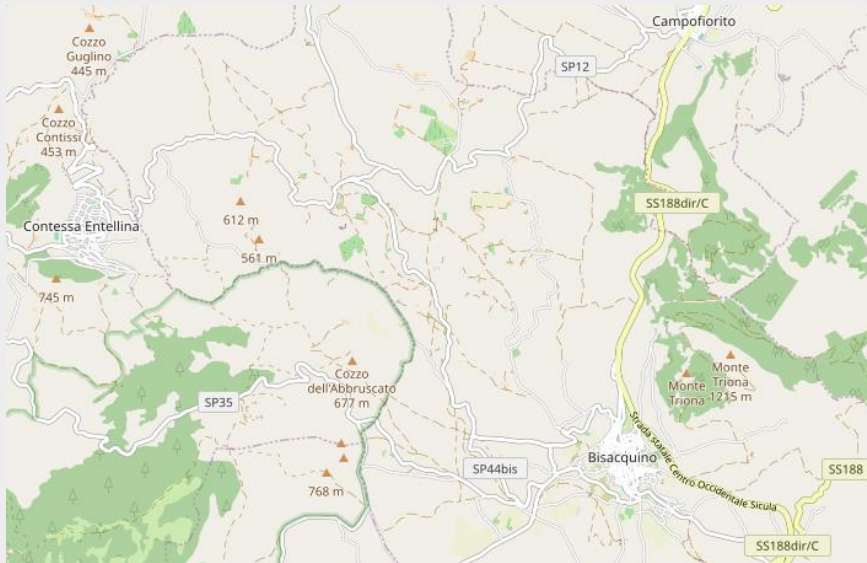 Campofiorito
Cozzo
Guglino
445 m
SP12
Cozzo
Contissi
453 m
SS188dir/C
612 m
Contessa Entellina
561 m
745 m
Cozzo
dell'Abbruscato
677 m
Monte
Triona
1215 m
Monte
Triona
SP35
Strada statale Centro Occidentale Sicula
Bisacquino
SP44bis
SS188
768 m
SS188dir/C